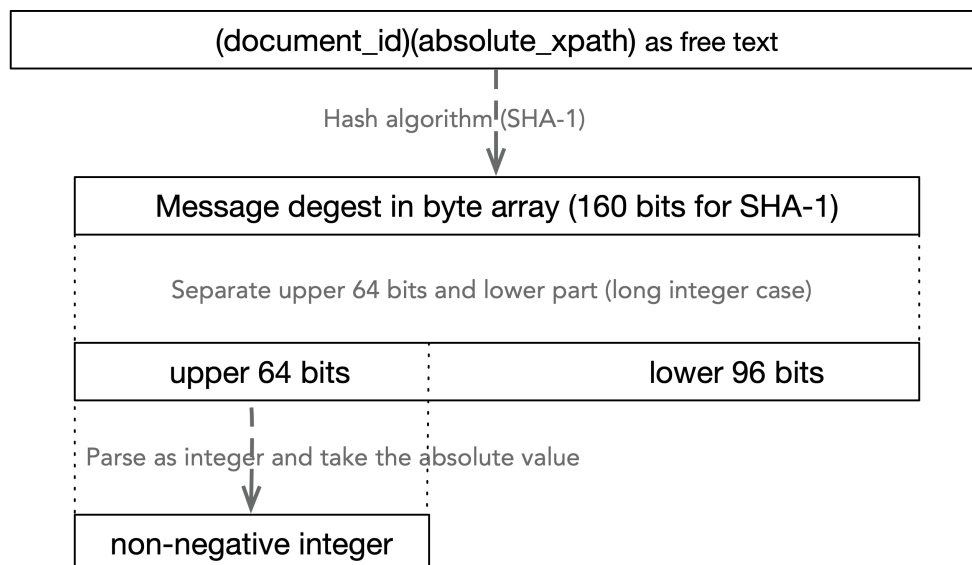 (document_id)(absolute_xpath) as free text
Hash algorithm (SHA-1)
Message degest in byte array (160 bits for SHA-1)
Separate upper 64 bits and lower part (long integer case)
upper 64 bits
lower 96 bits
Parse as integer and take the absolute value
non-negative integer